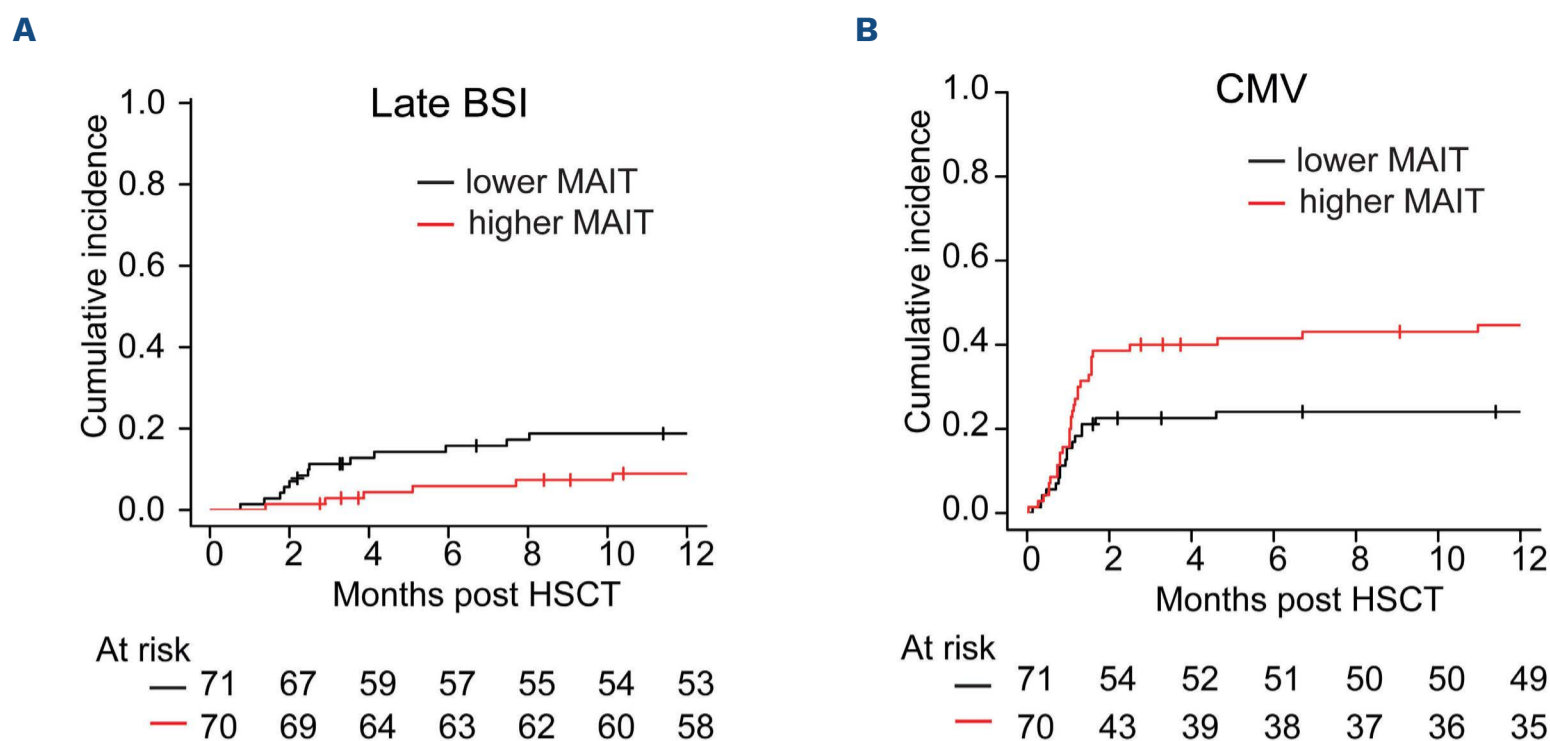 A
Late BSI
Cumulative incidence
1.0
0.8
0.6
0.4
0.2
0.0
lower MAIT
higher MAIT
0 2 4 6 8 10 12
Months post HSCT
At risk
71 67 59 57 55 54 53
70 69 64 63 62 60 58
B
CMV
Cumulative incidence
1.0
0.8
0.6
0.4
0.2
0.0
lower MAIT
higher MAIT
0 2 4 6 8 10 12
Months post HSCT
At risk
71 54 52 51 50 50 49
70 43 39 38 37 36 35